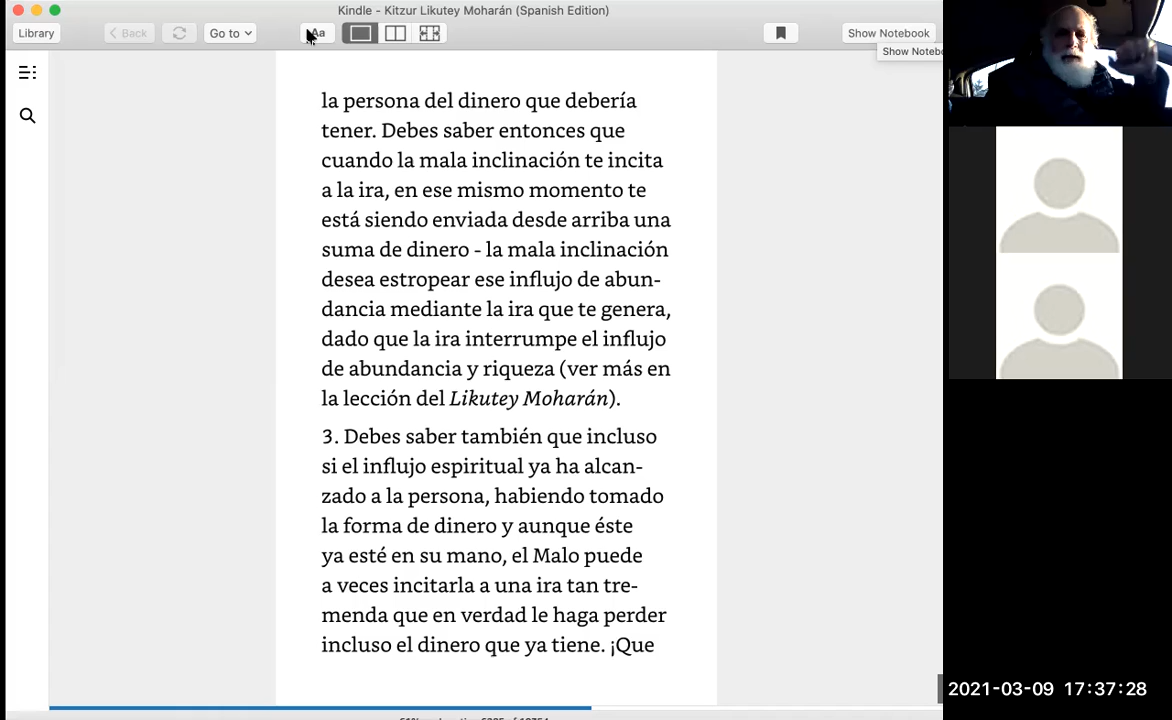 Kindle - Kitzur Likutey Moharán (Spanish Edition)
Library
Back
Go to
Aa
Show Notebook
Show Notebo
la persona del dinero que debería
tener. Debes saber entonces que
cuando la mala inclinación te incita
a la ira, en ese mismo momento te
está siendo enviada desde arriba una
suma de dinero - la mala inclinación
desea estropear ese influjo de abun-
dancia mediante la ira que te genera,
dado que la ira interrumpe el influjo
de abundancia y riqueza (ver más en
la lección del Likutey Moharán).
3. Debes saber también que incluso
si el influjo espiritual ya ha alcan-
zado a la persona, habiendo tomado
la forma de dinero y aunque éste
ya esté en su mano, el Malo puede
a veces incitarla a una ira tan tre-
menda que en verdad le haga perder
incluso el dinero que ya tiene. ¡Que
2021-03-09 17:37:28